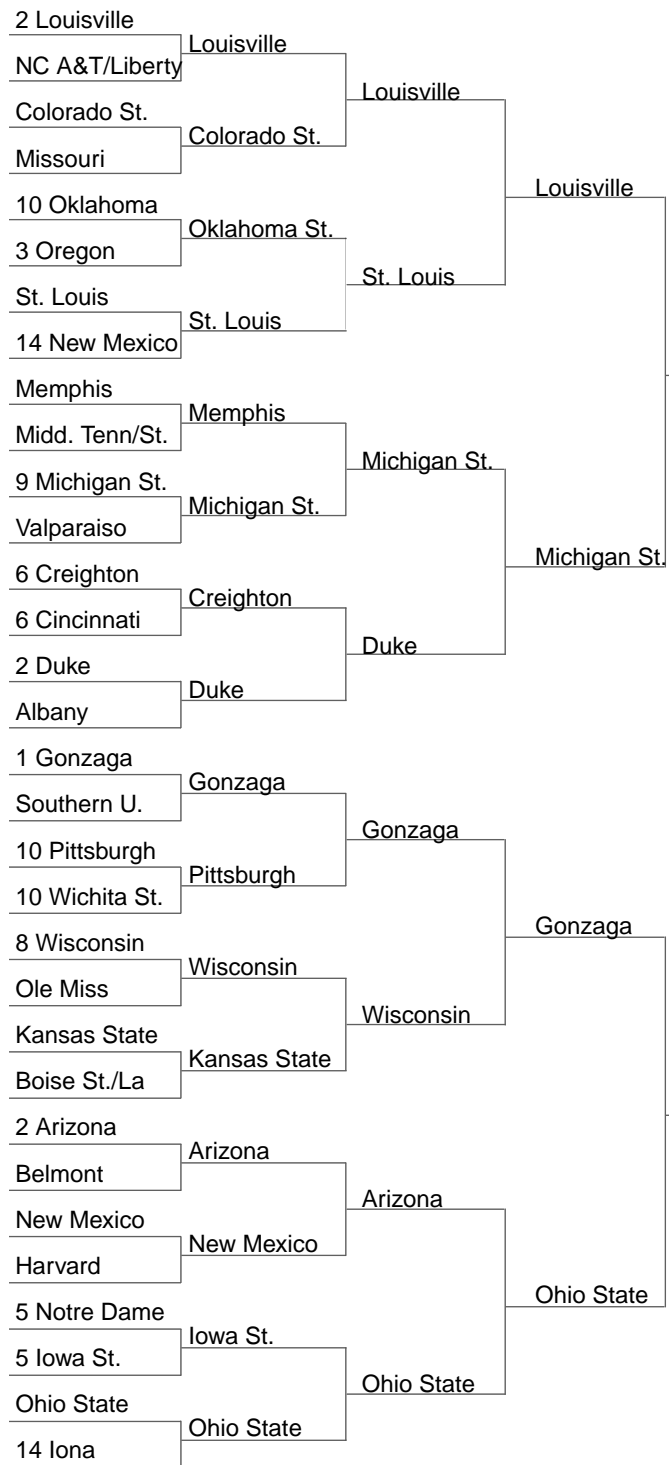 2 Louisville
NC A&T/Liberty
Colorado St.
Missouri
10 Oklahoma
3 Oregon
St. Louis
14 New Mexico
Memphis
Midd. Tenn/St.
9 Michigan St.
Valparaiso
6 Creighton
6 Cincinnati
2 Duke
Albany
1 Gonzaga
Southern U.
10 Pittsburgh
10 Wichita St.
8 Wisconsin
Ole Miss
Kansas State
Boise St./La
2 Arizona
Belmont
New Mexico
Harvard
5 Notre Dame
5 Iowa St.
Ohio State
14 Iona
Louisville
Colorado St.
Oklahoma St.
St. Louis
Memphis
Michigan St.
Creighton
Duke
Gonzaga
Pittsburgh
Wisconsin
Kansas State
Arizona
New Mexico
Iowa St.
Ohio State
Louisville
St. Louis
Michigan St.
Duke
Gonzaga
Wisconsin
Arizona
Ohio State
Louisville
Michigan St.
Gonzaga
Ohio State